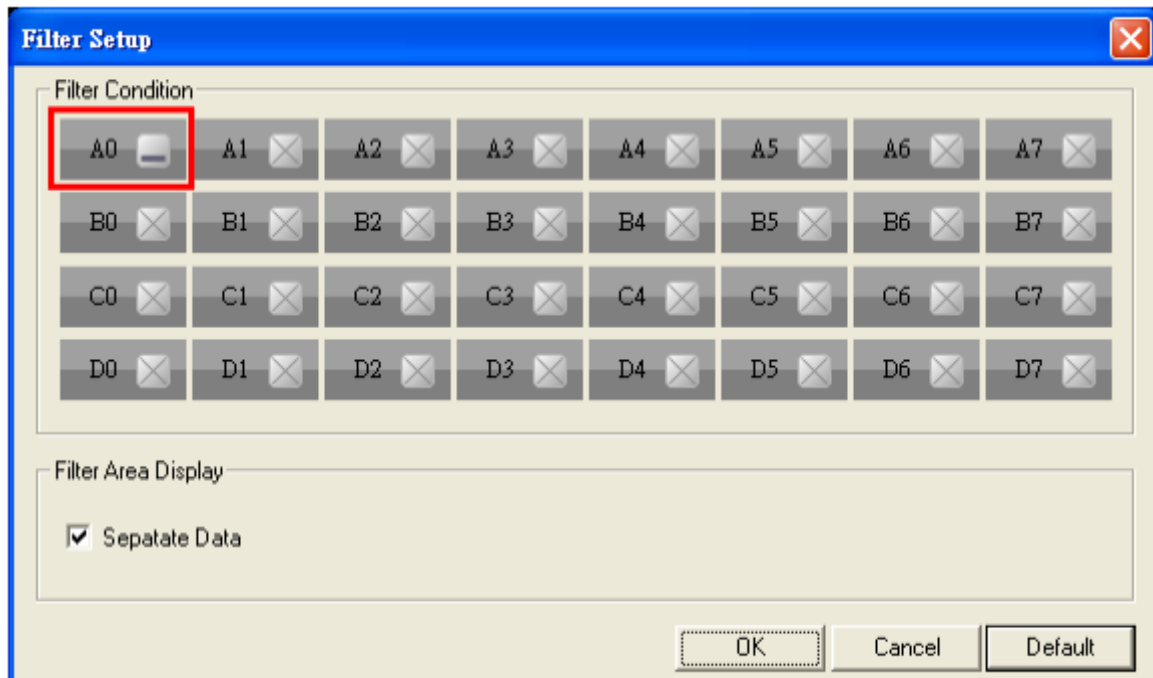 Filter Setup
Filter Condition
A0 A1 A2 A3 A4 A5 A6 A7
B0 B1 B2 B3 B4 B5 B6 B7
C0 C1 C2 C3 C4 C5 C6 C7
D0 D1 D2 D3 D4 D5 D6 D7
Filter Area Display
Sepatate Data
OK Cancel Default